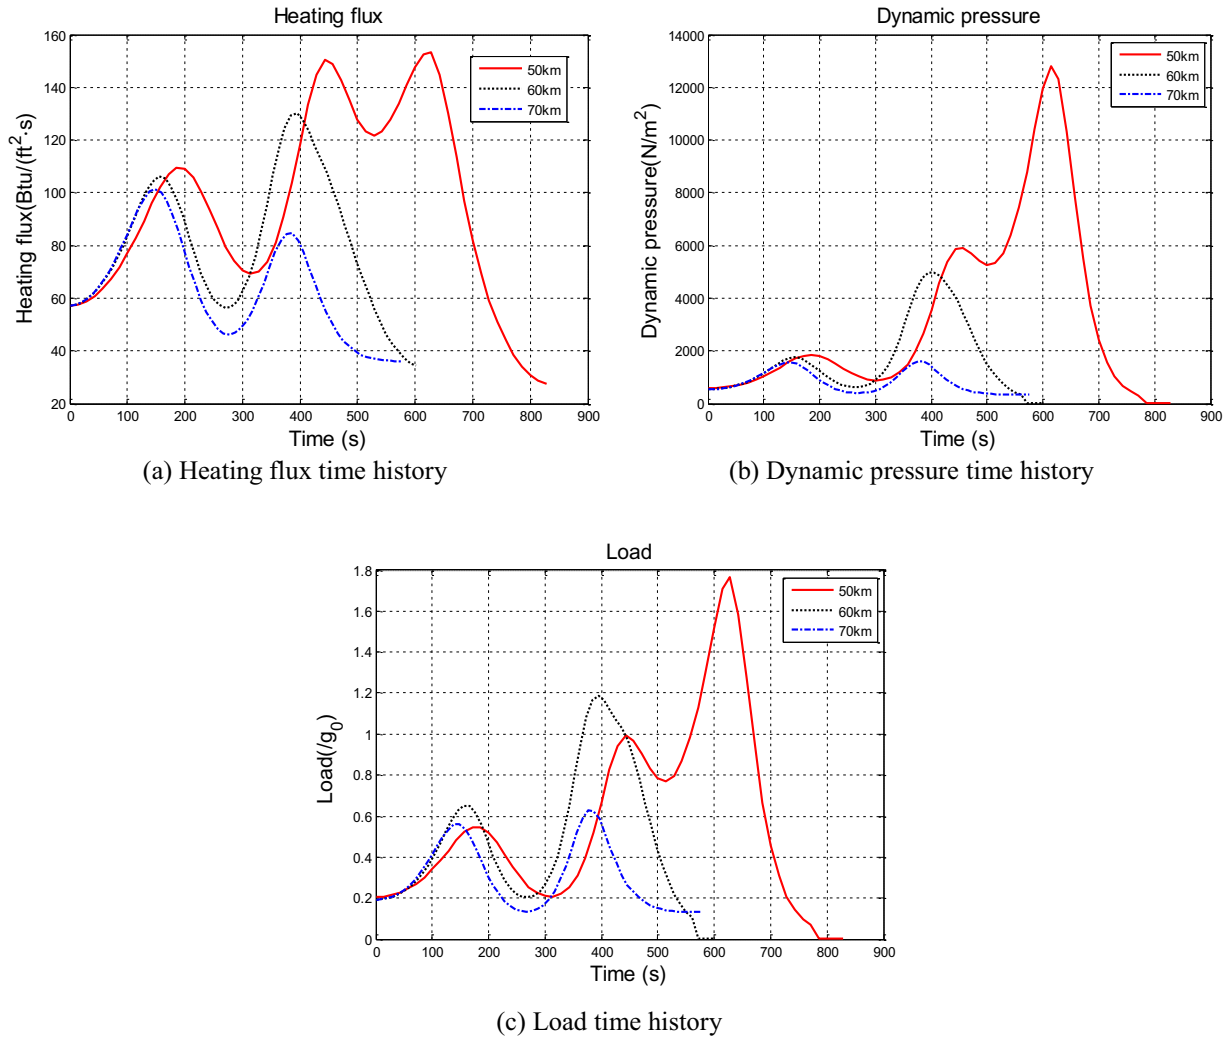 Heating flux
160
140
120
100
80
60
40
20
Heating flux(Btu/(ft²·s)
50km
60km
70km
0 100 200 300 400 500 600 700 800 900
Time (s)
(a) Heating flux time history
Dynamic pressure
14000
12000
10000
8000
6000
4000
2000
0
Dynamic pressure(N/m²)
50km
60km
70km
0 100 200 300 400 500 600 700 800 900
Time (s)
(b) Dynamic pressure time history
Load
1.8
1.6
1.4
1.2
1
0.8
0.6
0.4
0.2
0
Load(/g₀)
50km
60km
70km
0 100 200 300 400 500 600 700 800 900
Time (s)
(c) Load time history